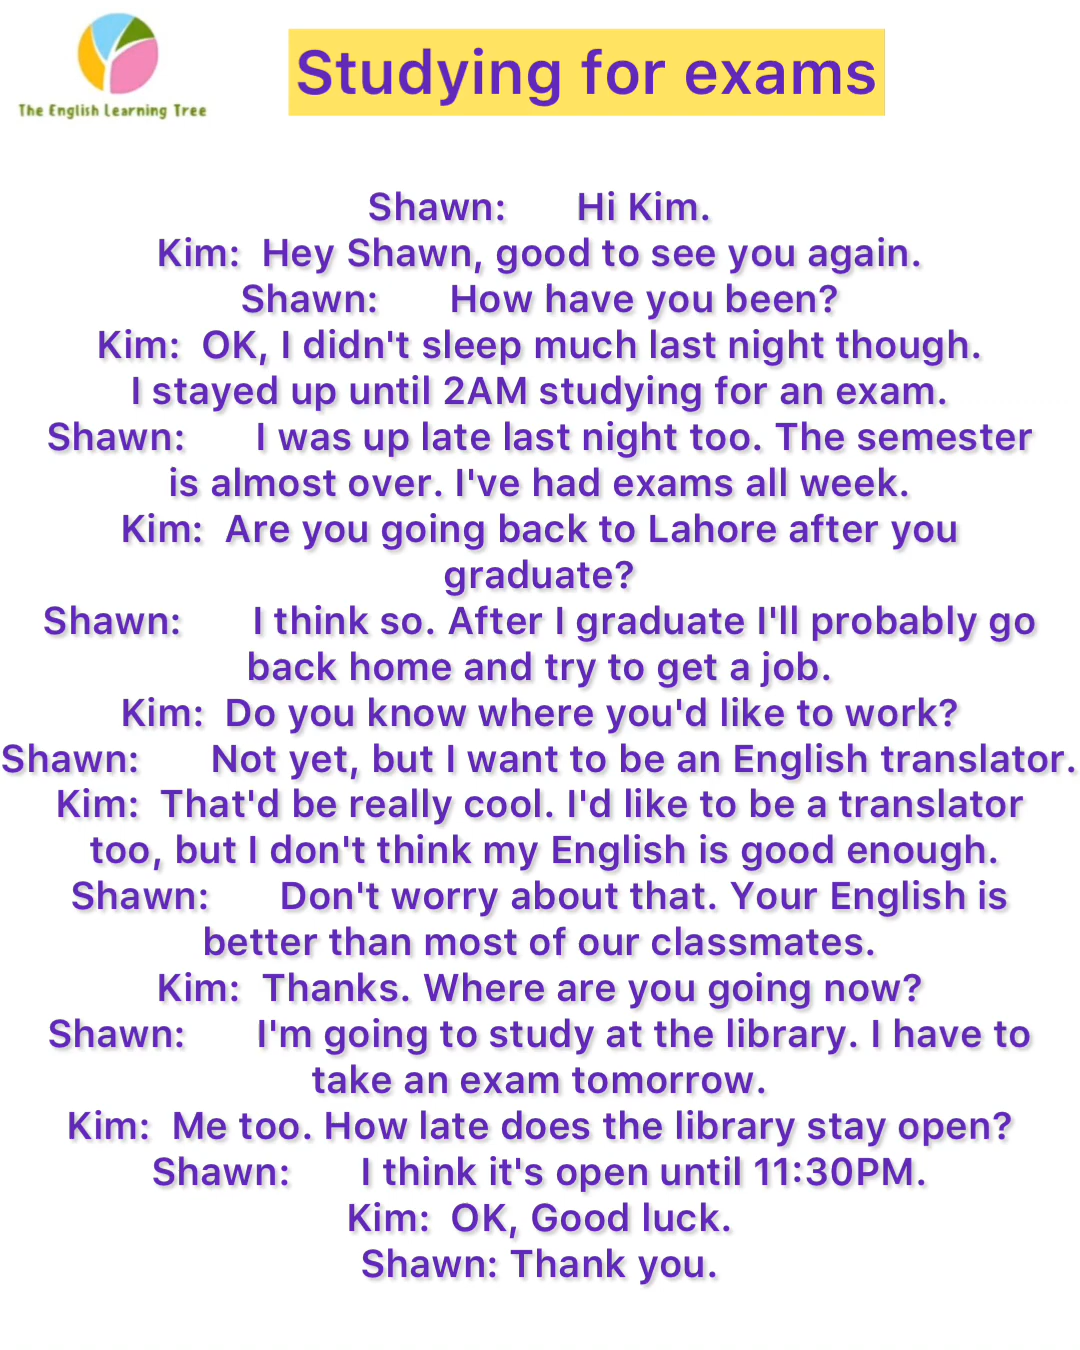 The English Learning Tree
Studying for exams
Shawn: Hi Kim.
Kim: Hey Shawn, good to see you again.
Shawn: How have you been?
Kim: OK, I didn't sleep much last night though.
I stayed up until 2AM studying for an exam.
Shawn: I was up late last night too. The semester
is almost over. I've had exams all week.
Kim: Are you going back to Lahore after you
graduate?
Shawn: I think so. After I graduate I'll probably go
back home and try to get a job.
Kim: Do you know where you'd like to work?
Shawn: Not yet, but I want to be an English translator.
Kim: That'd be really cool. I'd like to be a translator
too, but I don't think my English is good enough.
Shawn: Don't worry about that. Your English is
better than most of our classmates.
Kim: Thanks. Where are you going now?
Shawn: I'm going to study at the library. I have to
take an exam tomorrow.
Kim: Me too. How late does the library stay open?
Shawn: I think it's open until 11:30PM.
Kim: OK, Good luck.
Shawn: Thank you.